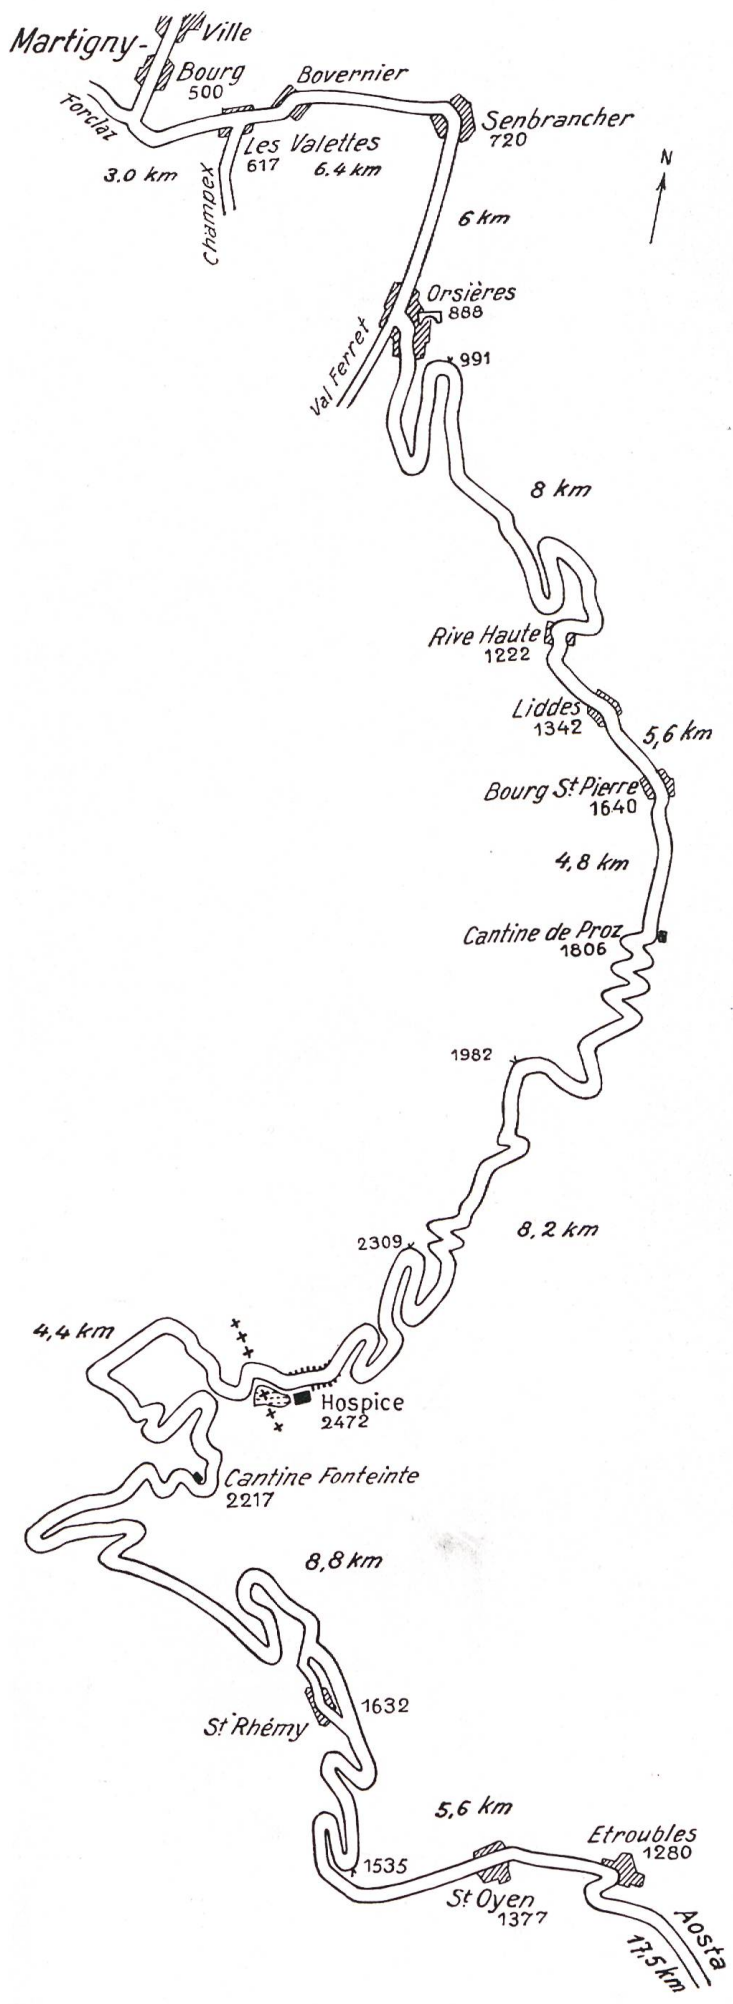 Martigny- Ville
Bourg
500
Bovernier
Forclaz
Les Valettes
617
Senbrancher
720
3.0 km
6.4 km
Champex
N
6 km
Orsières
888
Val Ferret
991
8 km
Rive Haute
1222
Liddes
1342
5,6 km
Bourg St Pierre
1640
4,8 km
Cantine de Proz
1806
1982
8,2 km
2309
4,4 km
Hospice
2472
Cantine Fonteinte
2217
8,8 km
1632
St Rhémy
5,6 km
Etroubles
1280
1535
St Oyen
1377
Aosta
17,5 km